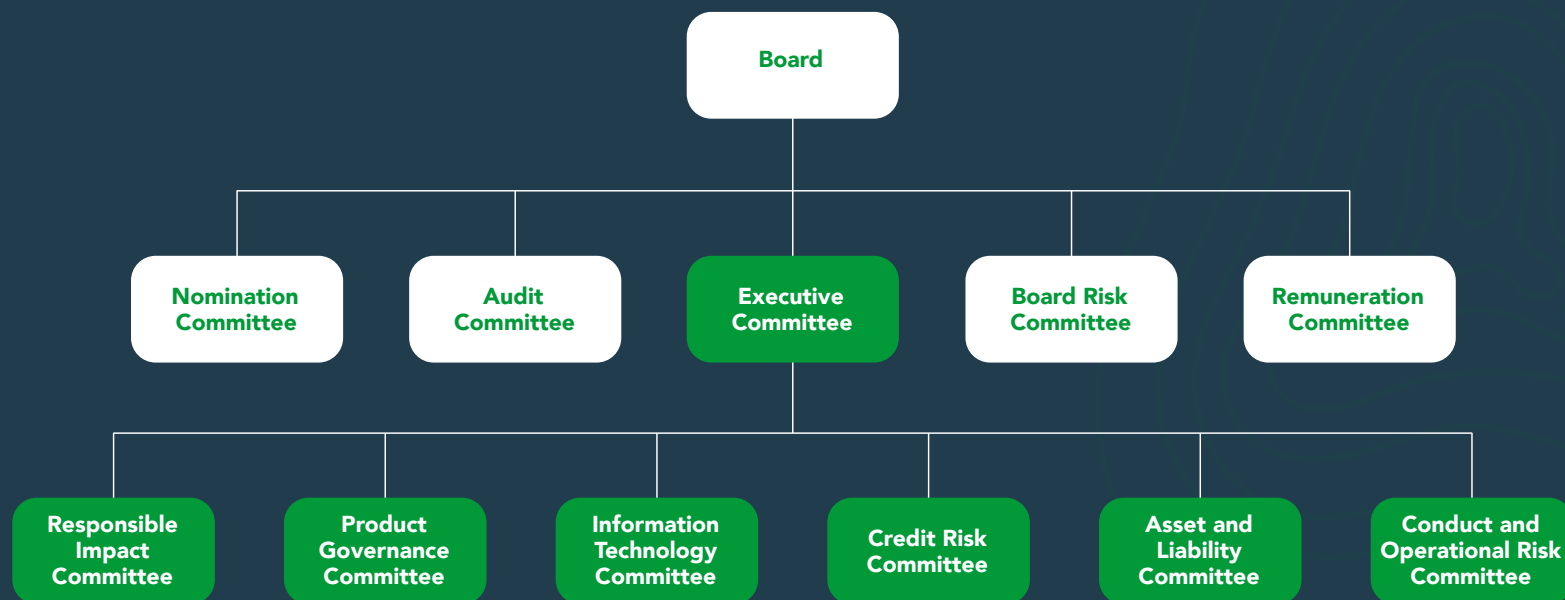 Board
Nomination
Committee
Audit
Committee
Executive
Committee
Board Risk
Committee
Remuneration
Committee
Responsible
Impact
Committee
Product
Governance
Committee
Information
Technology
Committee
Credit Risk
Committee
Asset and
Liability
Committee
Conduct and
Operational Risk
Committee